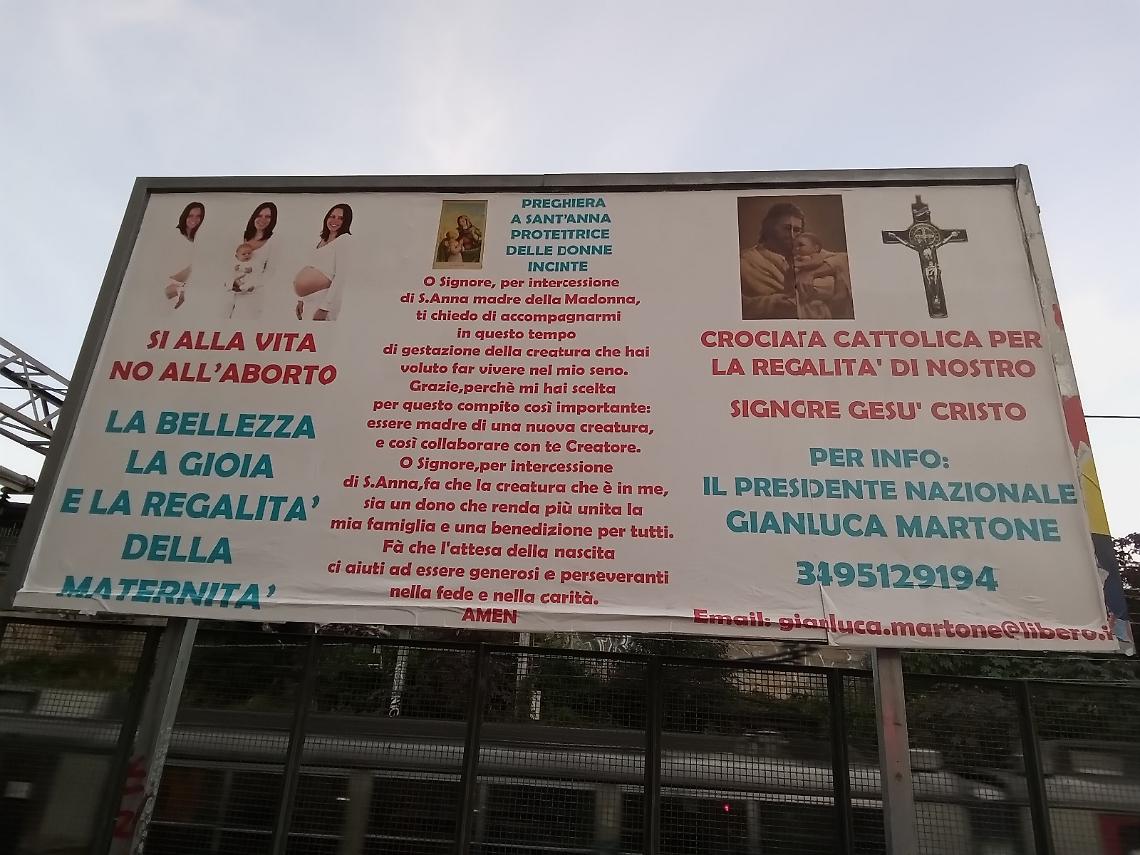 SI ALLA VITA
NO ALL'ABORTO
LA BELLEZZA
LA GIOIA
E LA REGALITA'
DELLA
MATERNITA'
PREGHIERA
A SANT'ANNA
PROTETTRICE
DELLE DONNE
INCINTE
O Signore, per intercessione
di S.Anna madre della Madonna,
ti chiedo di accompagnarmi
in questo tempo
di gestazione della creatura che hai
voluto far vivere nel mio seno.
Grazie,perchè mi hai scelta
per questo compito così importante:
essere madre di una nuova creatura,
e così collaborare con te Creatore.
O Signore,per intercessione
di S.Anna,fa che la creatura che è in me,
sia un dono che renda più unita la
mia famiglia e una benedizione per tutti.
Fà che l'attesa della nascita
ci aiuti ad essere generosi e perseveranti
nella fede e nella carità.
AMEN
CROCIATA CATTOLICA PER
LA REGALITA' DI NOSTRO
SIGNORE GESU' CRISTO
PER INFO:
IL PRESIDENTE NAZIONALE
GIANLUCA MARTONE
3495129194
Email: gianluca.martone@libero.it